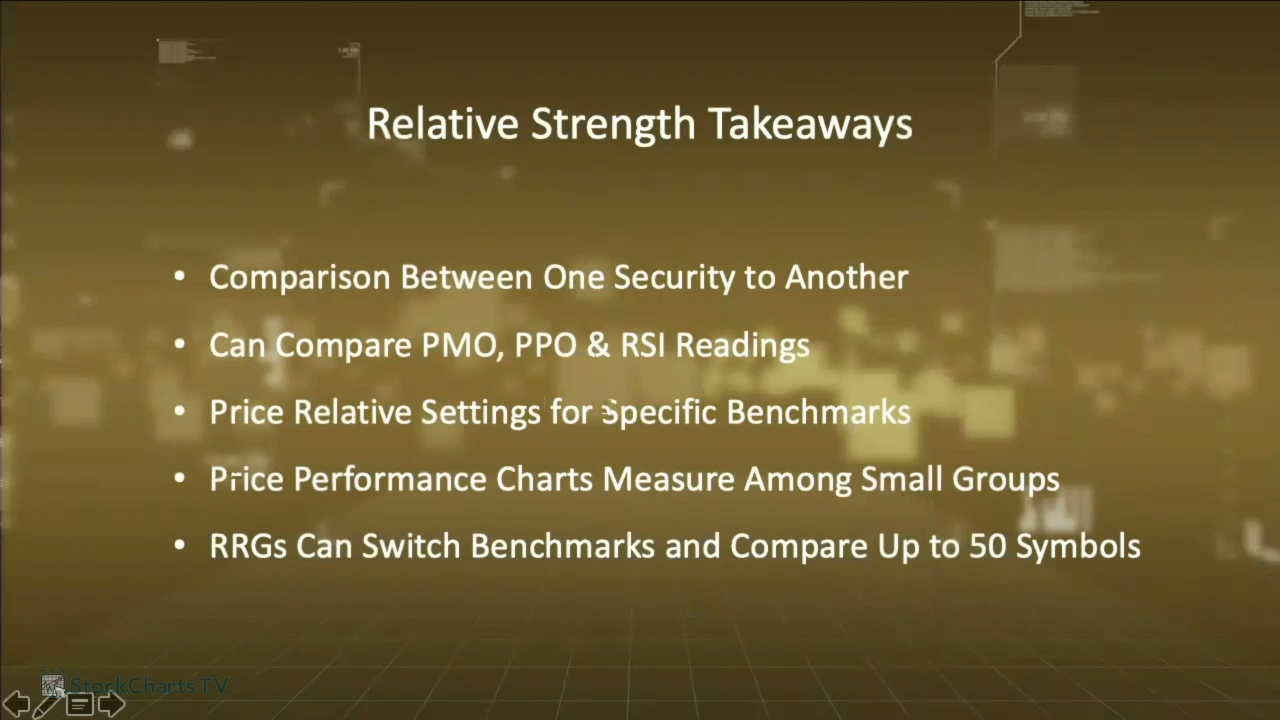 Relative Strength Takeaways
• Comparison Between One Security to Another
• Can Compare PMO, PPO & RSI Readings
• Price Relative Settings for Specific Benchmarks
• Price Performance Charts Measure Among Small Groups
• RRGs Can Switch Benchmarks and Compare Up to 50 Symbols
StockChartsTV